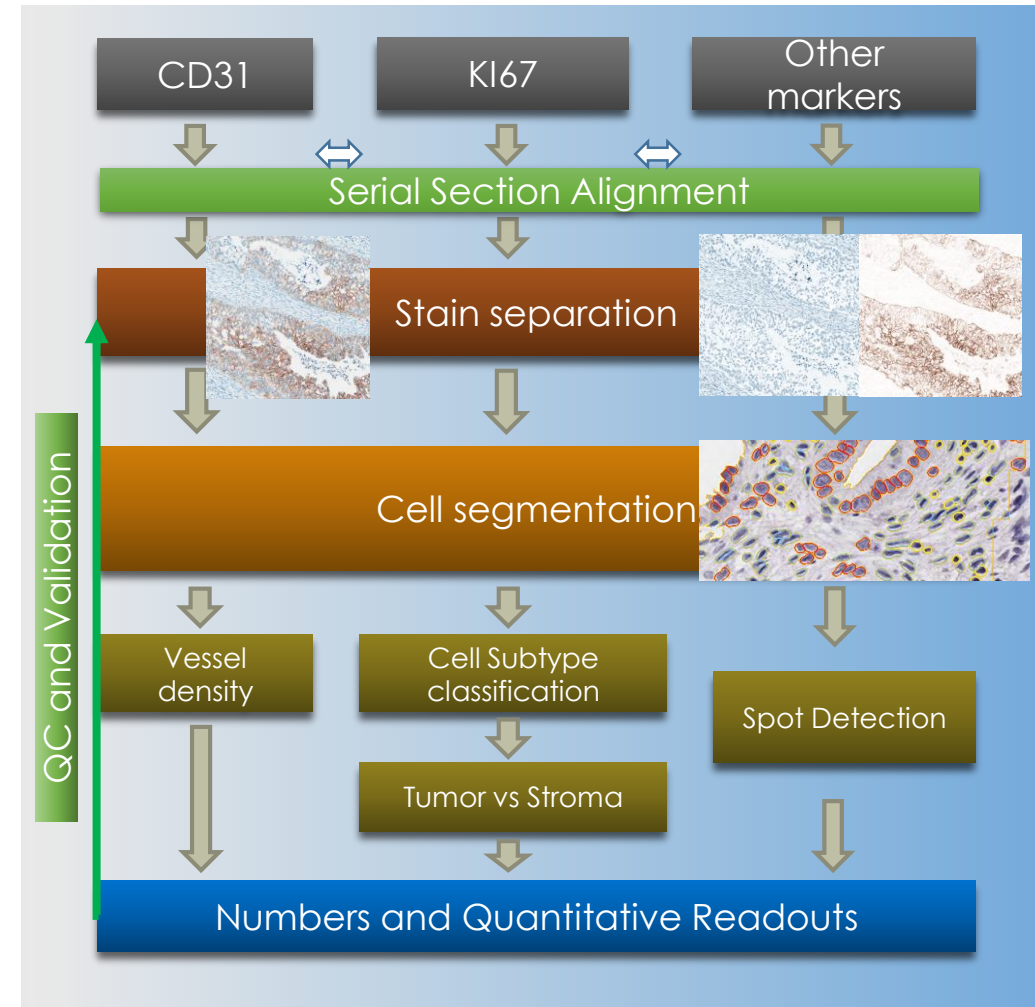 CD31
KI67
Other
markers
Serial Section Alignment
Stain separation
Cell segmentation
QC and Validation
Vessel
density
Cell Subtype
classification
Spot Detection
Tumor vs Stroma
Numbers and Quantitative Readouts